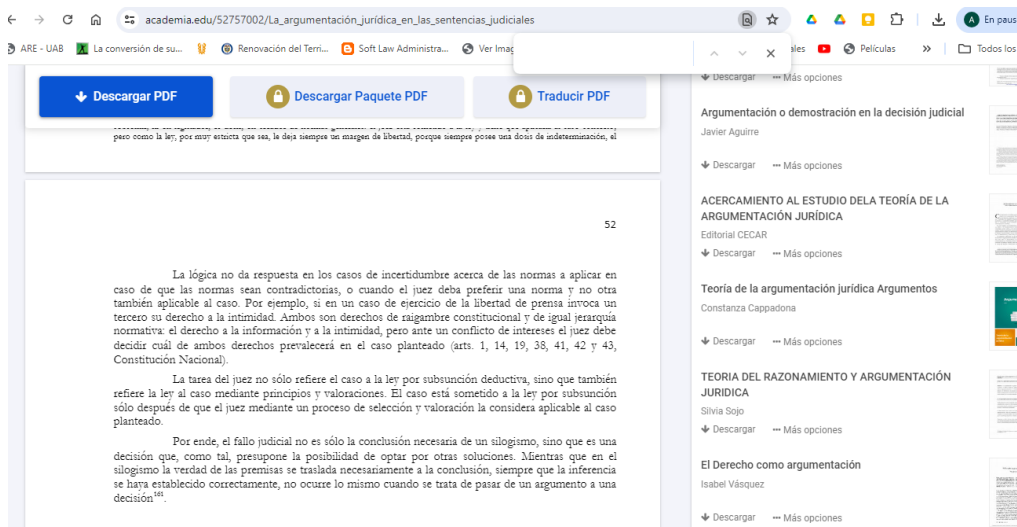 academia.edu/52757002/La_argumentación_jurídica_en_las_sentencias_judiciales
A
En paus
ARE - UAB
La conversión de su...
Renovación del Terri...
Soft Law Administra...
Ver Imag
ales
Películas
»
Todos los
Descargar PDF
Descargar Paquete PDF
Traducir PDF
pero como la ley, por muy estricta que sea, le deja siempre un margen de libertad, porque siempre posee una dosis de indeterminación, el
52
La lógica no da respuesta en los casos de incertidumbre acerca de las normas a aplicar en
caso de que las normas sean contradictorias, o cuando el juez deba preferir una norma y no otra
también aplicable al caso. Por ejemplo, si en un caso de ejercicio de la libertad de prensa invoca un
tercero su derecho a la intimidad. Ambos son derechos de raigambre constitucional y de igual jerarquía
normativa: el derecho a la información y a la intimidad, pero ante un conflicto de intereses el juez debe
decidir cuál de ambos derechos prevalecerá en el caso planteado (arts. 1, 14, 19, 38, 41, 42 y 43,
Constitución Nacional).
La tarea del juez no sólo refiere el caso a la ley por subsunción deductiva, sino que también
refiere la ley al caso mediante principios y valoraciones. El caso está sometido a la ley por subsunción
sólo después de que el juez mediante un proceso de selección y valoración la considera aplicable al caso
planteado.
Por ende, el fallo judicial no es sólo la conclusión necesaria de un silogismo, sino que es una
decisión que, como tal, presupone la posibilidad de optar por otras soluciones. Mientras que en el
silogismo la verdad de las premisas se traslada necesariamente a la conclusión, siempre que la inferencia
se haya establecido correctamente, no ocurre lo mismo cuando se trata de pasar de un argumento a una
decisión161.
Descargar ••• Más opciones
Argumentación o demostración en la decisión judicial
Javier Aguirre
Descargar ••• Más opciones
ACERCAMIENTO AL ESTUDIO DELA TEORÍA DE LA
ARGUMENTACIÓN JURÍDICA
Editorial CECAR
Descargar ••• Más opciones
Teoría de la argumentación jurídica Argumentos
Constanza Cappadona
Descargar ••• Más opciones
TEORIA DEL RAZONAMIENTO Y ARGUMENTACIÓN
JURIDICA
Silvia Sojo
Descargar ••• Más opciones
El Derecho como argumentación
Isabel Vásquez
Descargar ••• Más opciones